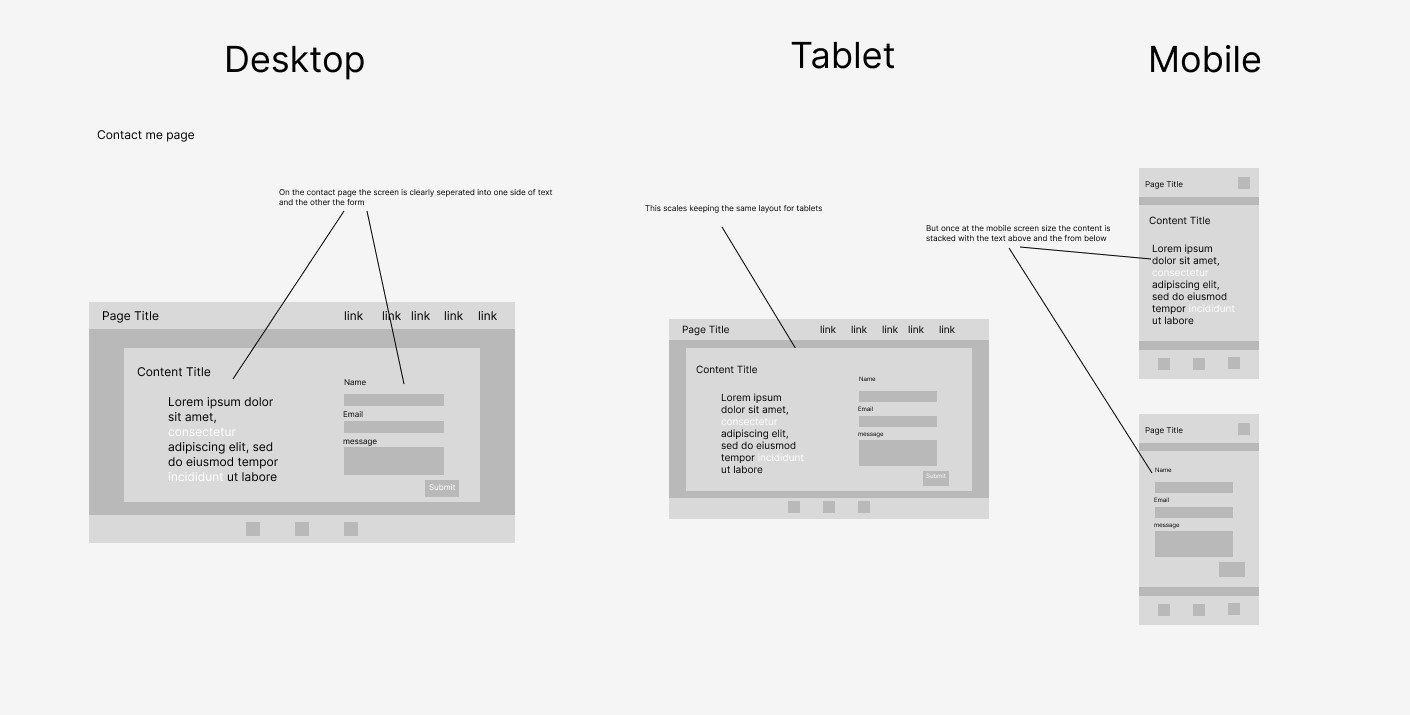 Desktop
Tablet
Mobile
Contact me page
On the contact page the screen is clearly seperated into one side of text
and the other the form
This scales keeping the same layout for tablets
But once at the mobile screen size the content is
stacked with the text above and the from below
Page Title
link link link link link
Content Title
Lorem ipsum dolor
sit amet,
consectetur
adipiscing elit, sed
do eiusmod tempor
incididunt ut labore
Name
Email
message
Submit
Page Title
link link link link link
Content Title
Lorem ipsum
dolor sit amet,
consectetur
adipiscing elit,
sed do eiusmod
tempor incididunt
ut labore
Name
Email
message
Submit
Page Title
Content Title
Lorem ipsum
dolor sit amet,
consectetur
adipiscing elit,
sed do eiusmod
tempor incididunt
ut labore
Page Title
Name
Email
message